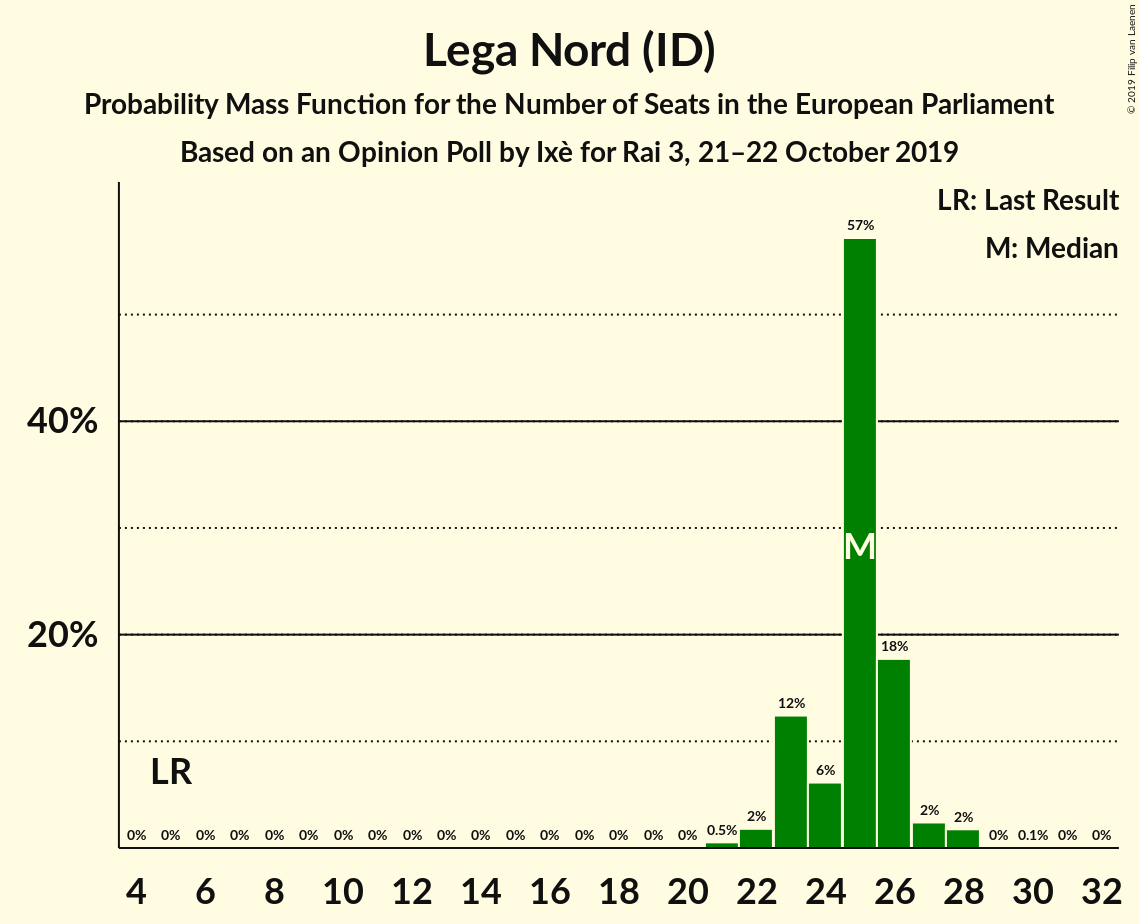 Lega Nord (ID)
Probability Mass Function for the Number of Seats in the European Parliament
Based on an Opinion Poll by Ixè for Rai 3, 21–22 October 2019
© 2019 Filip van Laenen
LR: Last Result
M: Median
57%
40%
M
20%
18%
12%
LR
6%
0% 0% 0% 0% 0% 0% 0% 0% 0% 0% 0% 0% 0% 0% 0% 0% 0% 0.5% 2% 2% 2% 0% 0.1% 0% 0%
4 6 8 10 12 14 16 18 20 22 24 26 28 30 32